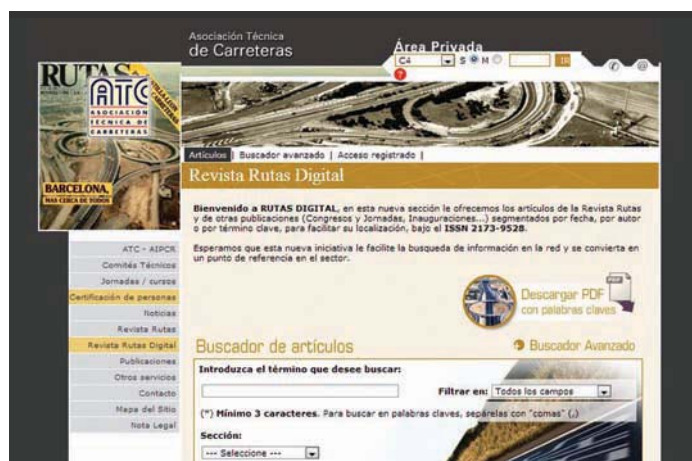 Asociación Técnica
de Carreteras
Área Privada
C4
S
M
IR
?
@
RUTAS
ATC
ASOCIACIÓN
TÉCNICA DE
CARRETERAS
BARCELONA,
MAS CERCA DE TODOS
Artículos | Buscador avanzado | Acceso registrado |
Revista Rutas Digital
Bienvenido a RUTAS DIGITAL, en esta nueva sección le ofrecemos los artículos de la Revista Rutas
y de otras publicaciones (Congresos y Jornadas, Inauguraciones...) segmentados por fecha, por autor
o por término clave, para facilitar su localización, bajo el ISSN 2173-9528.
Esperamos que esta nueva iniciativa le facilite la busqueda de información en la red y se convierta en
un punto de referencia en el sector.
ATC - AIPCR
Comités Técnicos
Jornadas / cursos
Certificación de personas
Noticias
Revista Rutas
Revista Rutas Digital
Publicaciones
Otros servicios
Contacto
Mapa del Sitio
Nota Legal
Descargar PDF
con palabras claves
PDF
Buscador de artículos
Buscador Avanzado
Introduzca el término que desee buscar:
Filtrar en: Todos los campos
(*) Mínimo 3 caracteres. Para buscar en palabras claves, sepárelas con "comas" (,)
Sección:
--- Seleccione ---